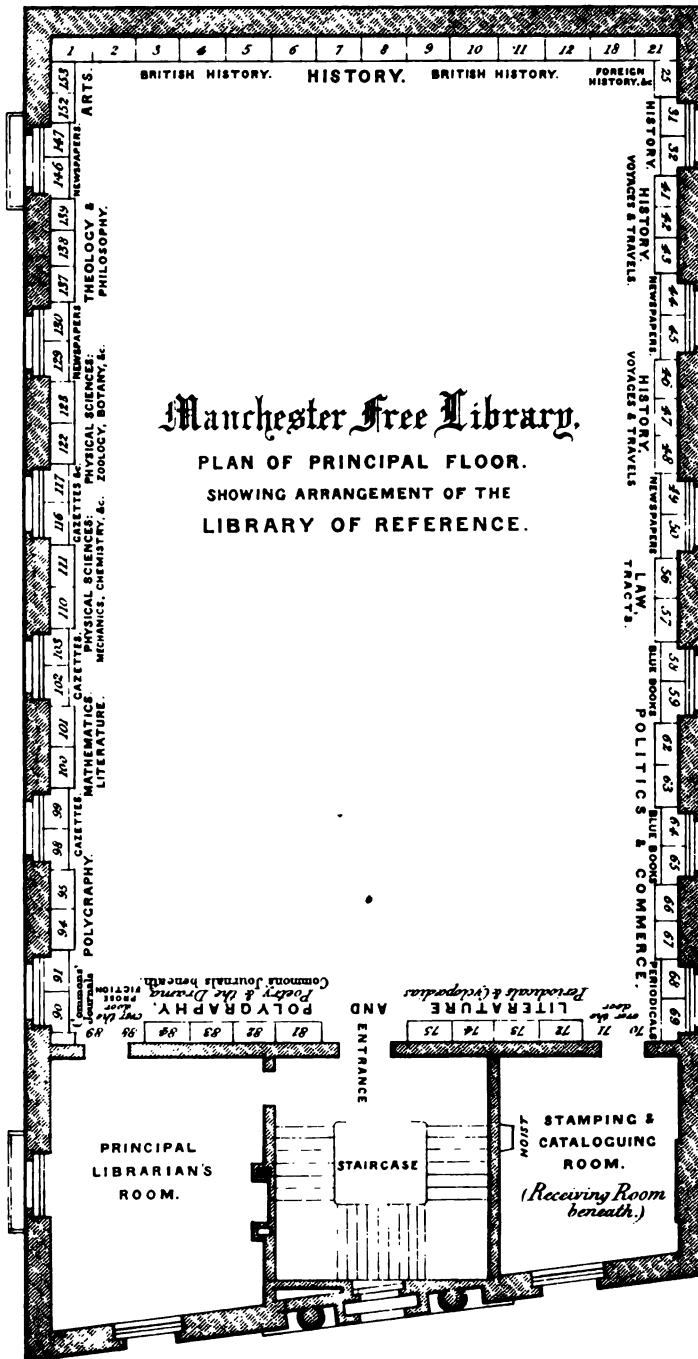 1 2 3 4 5 6 7 8 9 10 11 12 18 21
BRITISH HISTORY. HISTORY. BRITISH HISTORY. FOREIGN HISTORY, &c.
153
152
ARTS.
147
146
NEWSPAPERS.
139
138
137
THEOLOGY &
PHILOSOPHY.
130
129
NEWSPAPERS
123
122
PHYSICAL SCIENCES:
ZOOLOGY, BOTANY, &c.
117
116
GAZETTES &c.
111
110
PHYSICAL SCIENCES:
MECHANICS, CHEMISTRY, &c.
103
102
GAZETTES.
101
100
MATHEMATICS.
LITERATURE.
99
98
GAZETTES.
95
94
POLYGRAPHY.
91
90
Commons'
Journals
25
31
32
HISTORY.
41
42
43
HISTORY.
VOYAGES & TRAVELS.
44
45
NEWSPAPERS.
46
47
48
HISTORY.
VOYAGES & TRAVELS
49
50
NEWSPAPERS
56
57
LAW,
TRACTS.
58
59
BLUE BOOKS
62
63
POLITICS & COMMERCE.
64
65
BLUE BOOKS
66
67
68
69
PERIODICALS
Manchester Free Library.
PLAN OF PRINCIPAL FLOOR.
SHOWING ARRANGEMENT OF THE
LIBRARY OF REFERENCE.
PROSE
FICTION
over the
door
89 95 84 83 82 81
POLYGRAPHY.
Poetry & the Drama
Commons Journals beneath.
AND
ENTRANCE
LITERATURE
Periodicals & Cyclopædias
75 74 73 72 71 70
over the
door
PRINCIPAL
LIBRARIAN'S
ROOM.
STAIRCASE
HOIST
STAMPING &
CATALOGUING
ROOM.
(Receiving Room
beneath.)